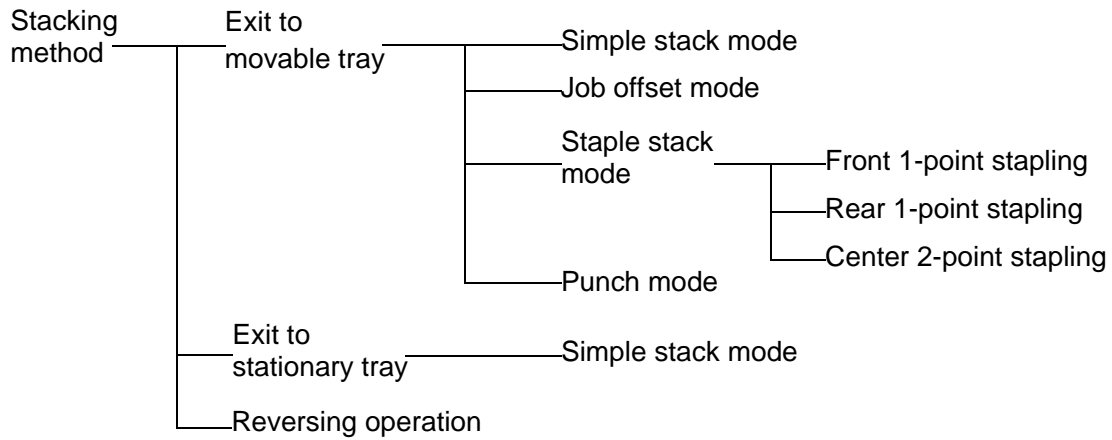 Stacking
method
Exit to
movable tray
Simple stack mode
Job offset mode
Staple stack
mode
Front 1-point stapling
Rear 1-point stapling
Center 2-point stapling
Punch mode
Exit to
stationary tray
Simple stack mode
Reversing operation